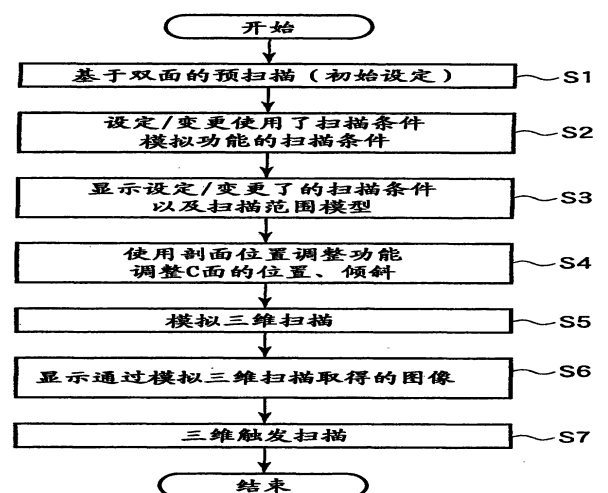 开始
基于双面的预扫描（初始设定）
S1
设定/变更使用了扫描条件
模拟功能的扫描条件
S2
显示设定/变更了的扫描条件
以及扫描范围模型
S3
使用剖面位置调整功能
调整C面的位置、倾斜
S4
模拟三维扫描
S5
显示通过模拟三维扫描取得的图像
S6
三维触发扫描
S7
结束